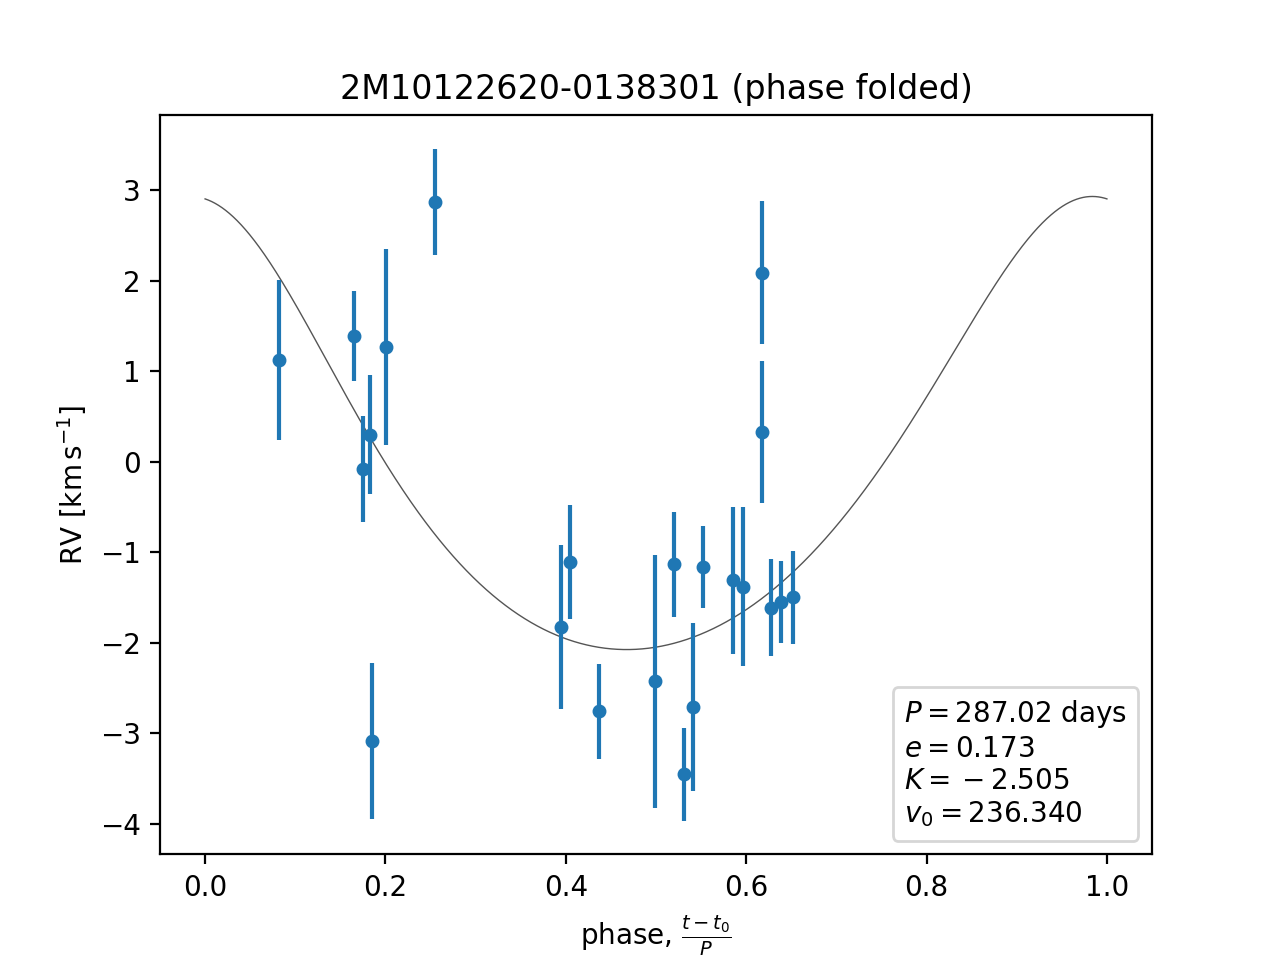 2M10122620-0138301 (phase folded)
RV [km s⁻¹]
3
2
1
0
−1
−2
−3
−4
P = 287.02 days
e = 0.173
K = −2.505
v₀ = 236.340
0.0 0.2 0.4 0.6 0.8 1.0
phase, (t − t₀)/P